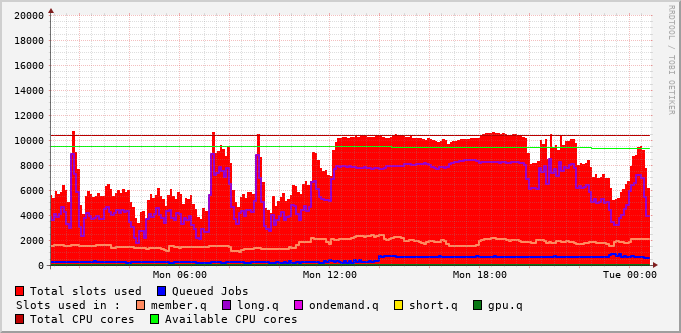 20000
18000
16000
14000
12000
10000
8000
6000
4000
2000
0
Mon 06:00 Mon 12:00 Mon 18:00 Tue 00:00
RRDTOOL / TOBI OETIKER
Total slots used Queued Jobs
Slots used in : member.q long.q ondemand.q short.q gpu.q
Total CPU cores Available CPU cores